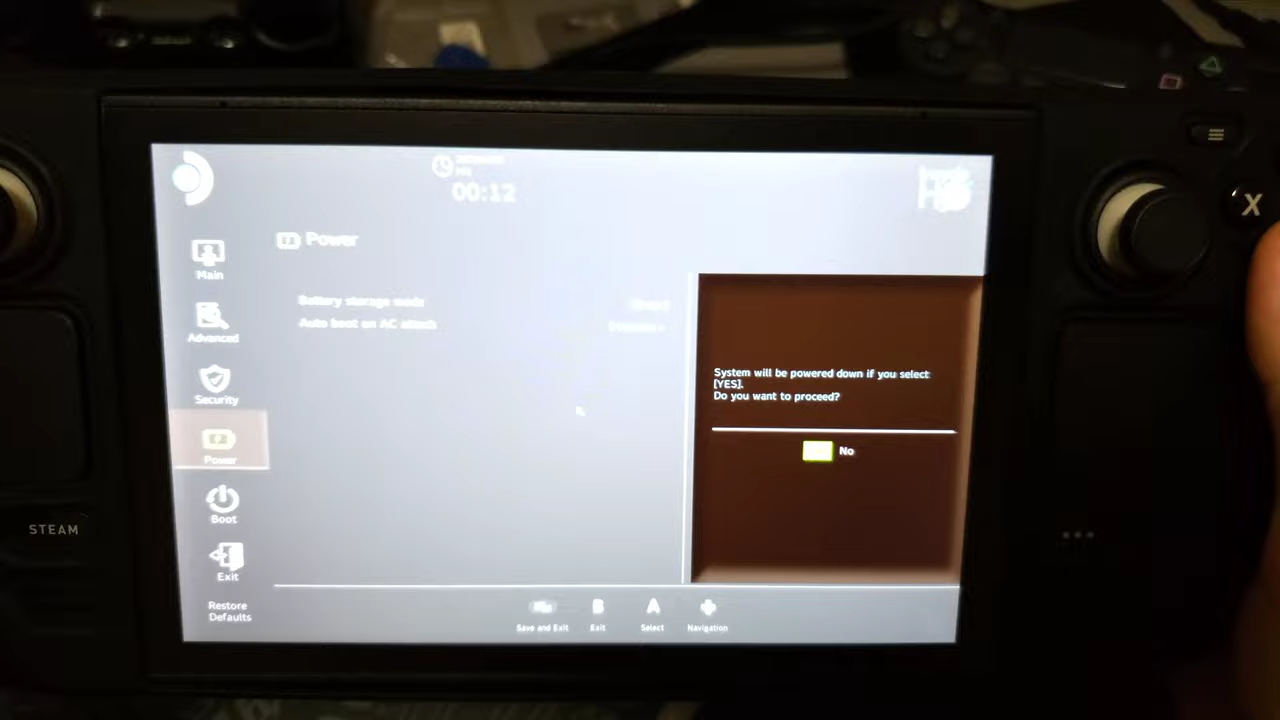 00:12
Power
Main
Battery storage mode
Auto boot on AC attach
Advanced
System will be powered down if you select
[YES].
Do you want to proceed?
Security
No
Power
Boot
STEAM
Exit
Restore
Defaults
B
A
Save and Exit
Exit
Select
Navigation
X